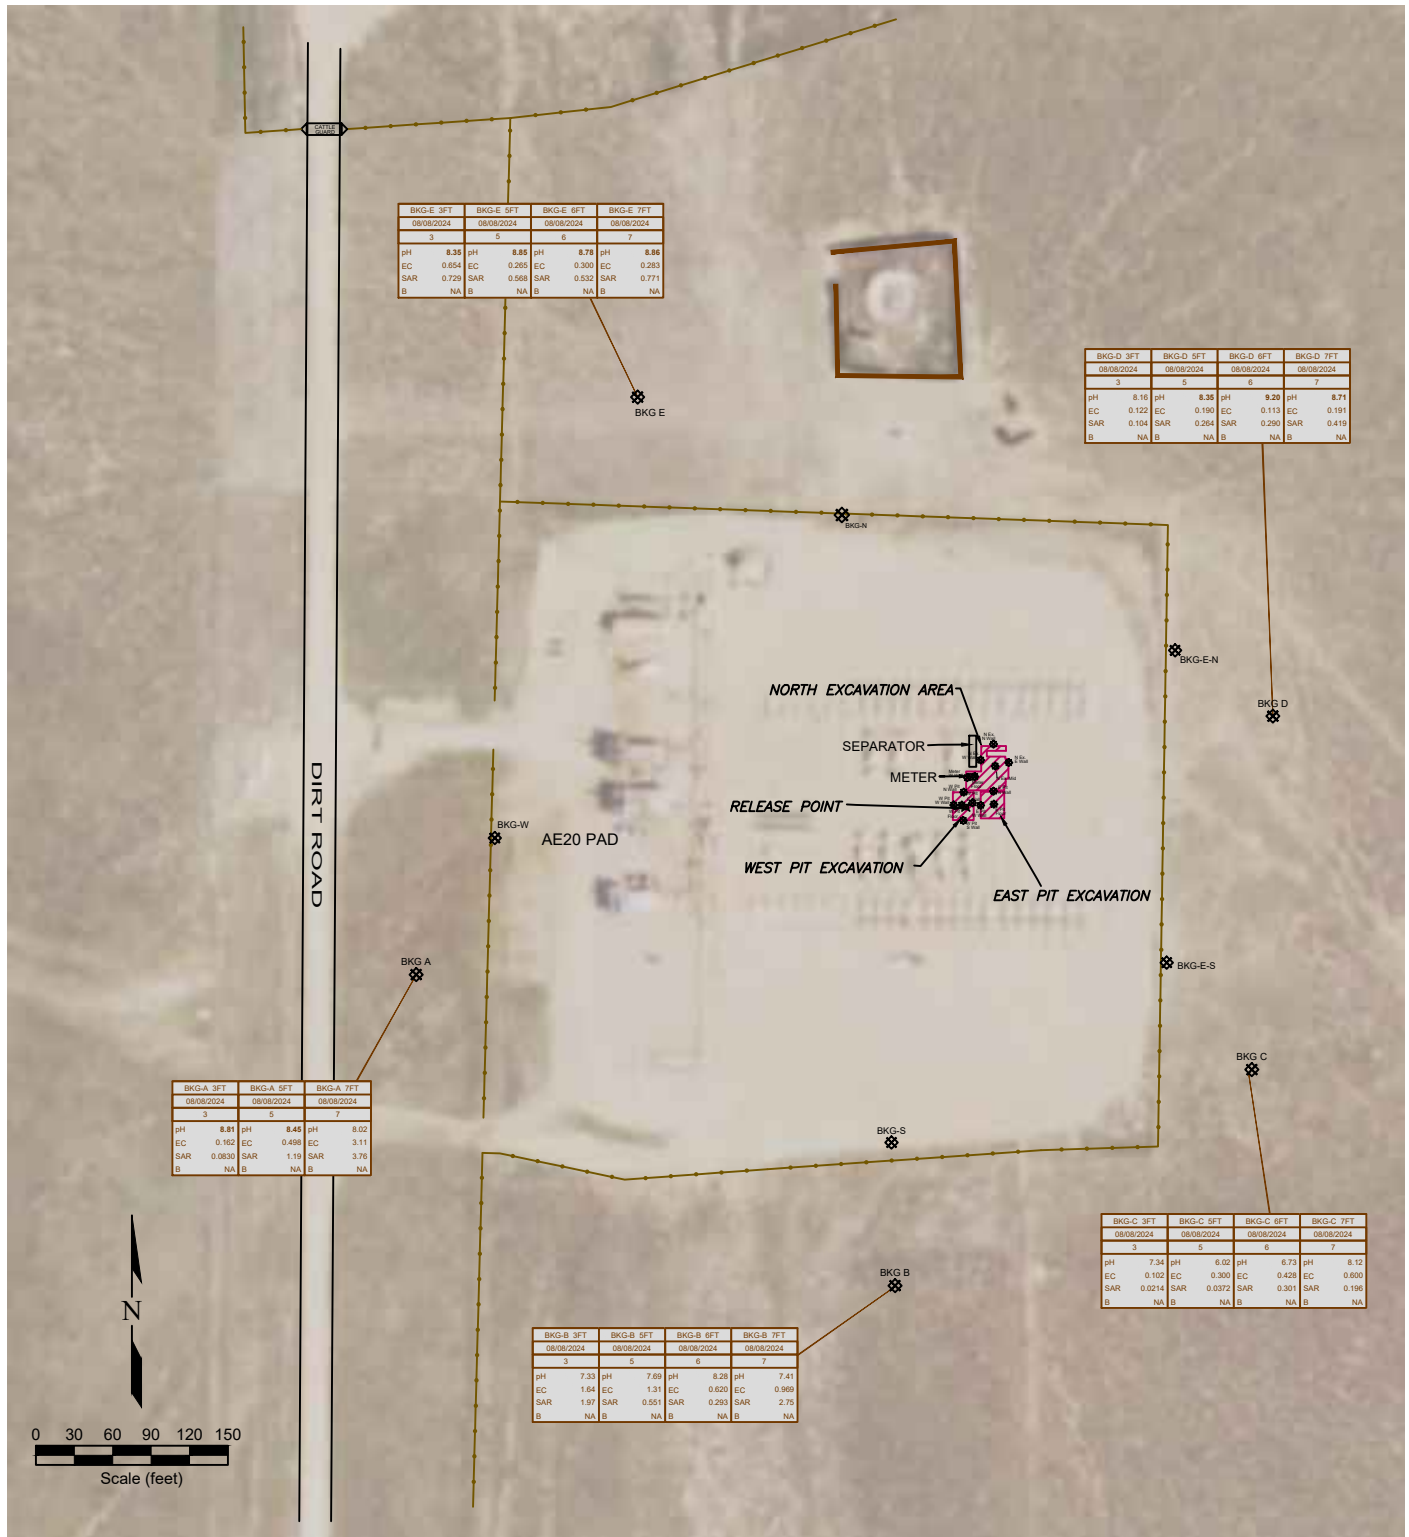 CATTLE
GUARD
BKG-E 3FT BKG-E 5FT BKG-E 6FT BKG-E 7FT
08/08/2024 08/08/2024 08/08/2024 08/08/2024
3 5 6 7
pH 8.35 pH 8.85 pH 8.78 pH 8.86
EC 0.654 EC 0.265 EC 0.300 EC 0.283
SAR 0.729 SAR 0.568 SAR 0.532 SAR 0.771
B NA B NA B NA B NA
BKG E
BKG-D 3FT BKG-D 5FT BKG-D 6FT BKG-D 7FT
08/08/2024 08/08/2024 08/08/2024 08/08/2024
3 5 6 7
pH 8.16 pH 8.35 pH 9.20 pH 8.71
EC 0.122 EC 0.190 EC 0.113 EC 0.191
SAR 0.104 SAR 0.264 SAR 0.290 SAR 0.419
B NA B NA B NA B NA
BKG-N
BKG-E-N
BKG D
NORTH EXCAVATION AREA
SEPARATOR
METER
RELEASE POINT
WEST PIT EXCAVATION
EAST PIT EXCAVATION
N Ex.
N Wall
N Ex.
E Wall
Meter
W Pit
W Wall
W Pit
S Wall
DIRT ROAD
BKG-W
AE20 PAD
BKG A
BKG-E-S
BKG C
BKG-A 3FT BKG-A 5FT BKG-A 7FT
08/08/2024 08/08/2024 08/08/2024
3 5 7
pH 8.81 pH 8.45 pH 8.02
EC 0.162 EC 0.498 EC 3.11
SAR 0.0830 SAR 1.19 SAR 3.76
B NA B NA B NA
BKG-S
BKG-C 3FT BKG-C 5FT BKG-C 6FT BKG-C 7FT
08/08/2024 08/08/2024 08/08/2024 08/08/2024
3 5 6 7
pH 7.34 pH 6.02 pH 6.73 pH 8.12
EC 0.102 EC 0.300 EC 0.428 EC 0.600
SAR 0.0214 SAR 0.0372 SAR 0.301 SAR 0.196
B NA B NA B NA B NA
BKG B
BKG-B 3FT BKG-B 5FT BKG-B 6FT BKG-B 7FT
08/08/2024 08/08/2024 08/08/2024 08/08/2024
3 5 6 7
pH 7.33 pH 7.69 pH 8.28 pH 7.41
EC 1.64 EC 1.31 EC 0.620 EC 0.969
SAR 1.97 SAR 0.551 SAR 0.293 SAR 2.75
B NA B NA B NA B NA
N
0 30 60 90 120 150
Scale (feet)